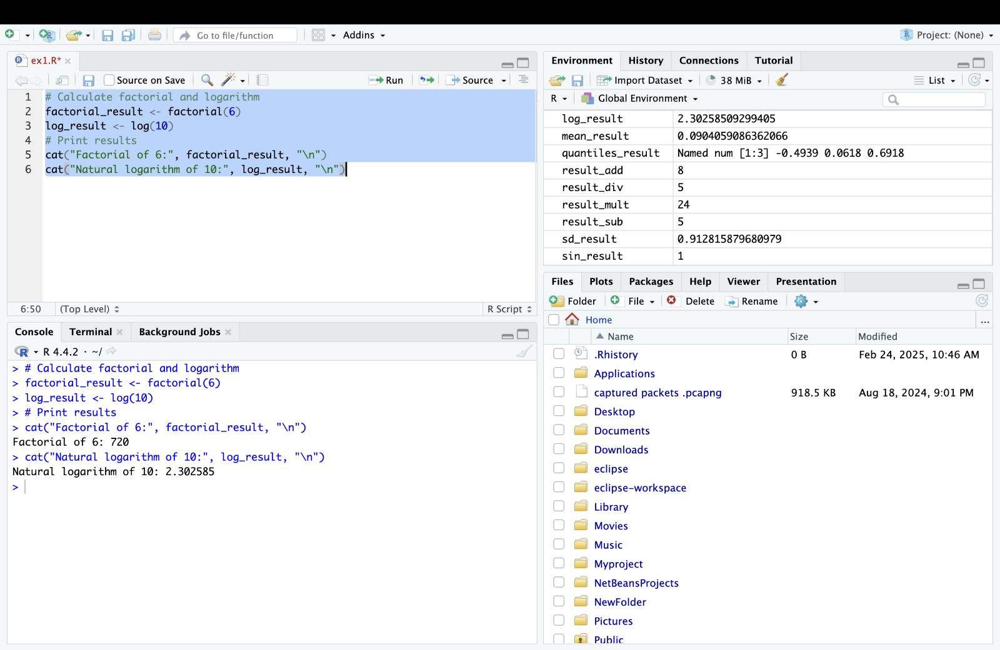 Go to file/function
Addins
Project: (None)
ex1.R*
Source on Save
Run
Source
1 # Calculate factorial and logarithm
2 factorial_result <- factorial(6)
3 log_result <- log(10)
4 # Print results
5 cat("Factorial of 6:", factorial_result, "\n")
6 cat("Natural logarithm of 10:", log_result, "\n")
6:50 (Top Level) R Script
Console Terminal Background Jobs
R 4.4.2 · ~/
> # Calculate factorial and logarithm
> factorial_result <- factorial(6)
> log_result <- log(10)
> # Print results
> cat("Factorial of 6:", factorial_result, "\n")
Factorial of 6: 720
> cat("Natural logarithm of 10:", log_result, "\n")
Natural logarithm of 10: 2.302585
>
Environment History Connections Tutorial
Import Dataset 38 MiB List
R Global Environment
log_result 2.30258509299405
mean_result 0.0904059086362066
quantiles_result Named num [1:3] -0.4939 0.0618 0.6918
result_add 8
result_div 5
result_mult 24
result_sub 5
sd_result 0.912815879680979
sin_result 1
Files Plots Packages Help Viewer Presentation
Folder File Delete Rename
Home ...
Name Size Modified
.Rhistory 0 B Feb 24, 2025, 10:46 AM
Applications
captured packets .pcapng 918.5 KB Aug 18, 2024, 9:01 PM
Desktop
Documents
Downloads
eclipse
eclipse-workspace
Library
Movies
Music
Myproject
NetBeansProjects
NewFolder
Pictures
Public